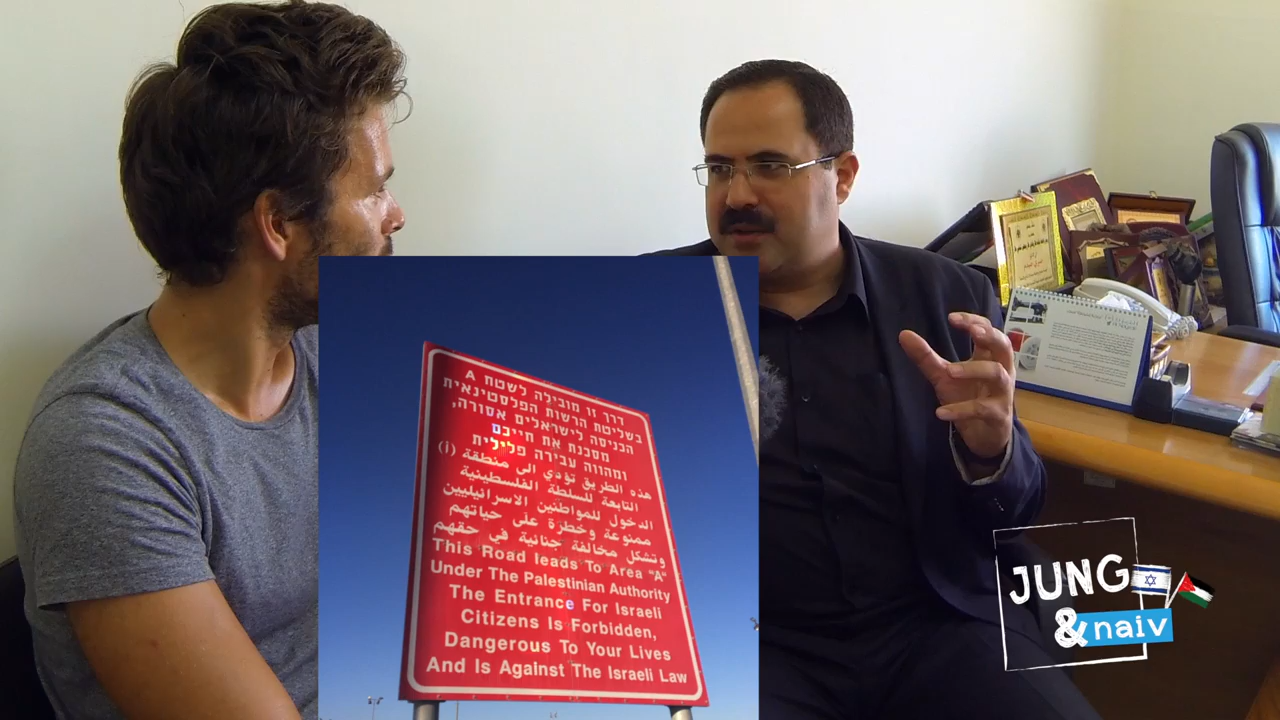 דרך זו מובילה לשטח A
בשליטת הרשות הפלסטינאית
הכניסה לישראלים אסורה,
מסכנת את חייכם
ומהווה עבירה פלילית
هذه الطريق تؤدي الى منطقة (أ)
التابعة للسلطة الفلسطينية
الدخول للمواطنين الاسرائيليين
ممنوعة وخطرة على حياتهم
وتشكل مخالفة جنائية في حقهم
This Road leads To Area "A"
Under The Palestinian Authority
The Entrance For Israeli
Citizens Is Forbidden,
Dangerous To Your Lives
And Is Against The Israeli Law
JUNG
& naiv